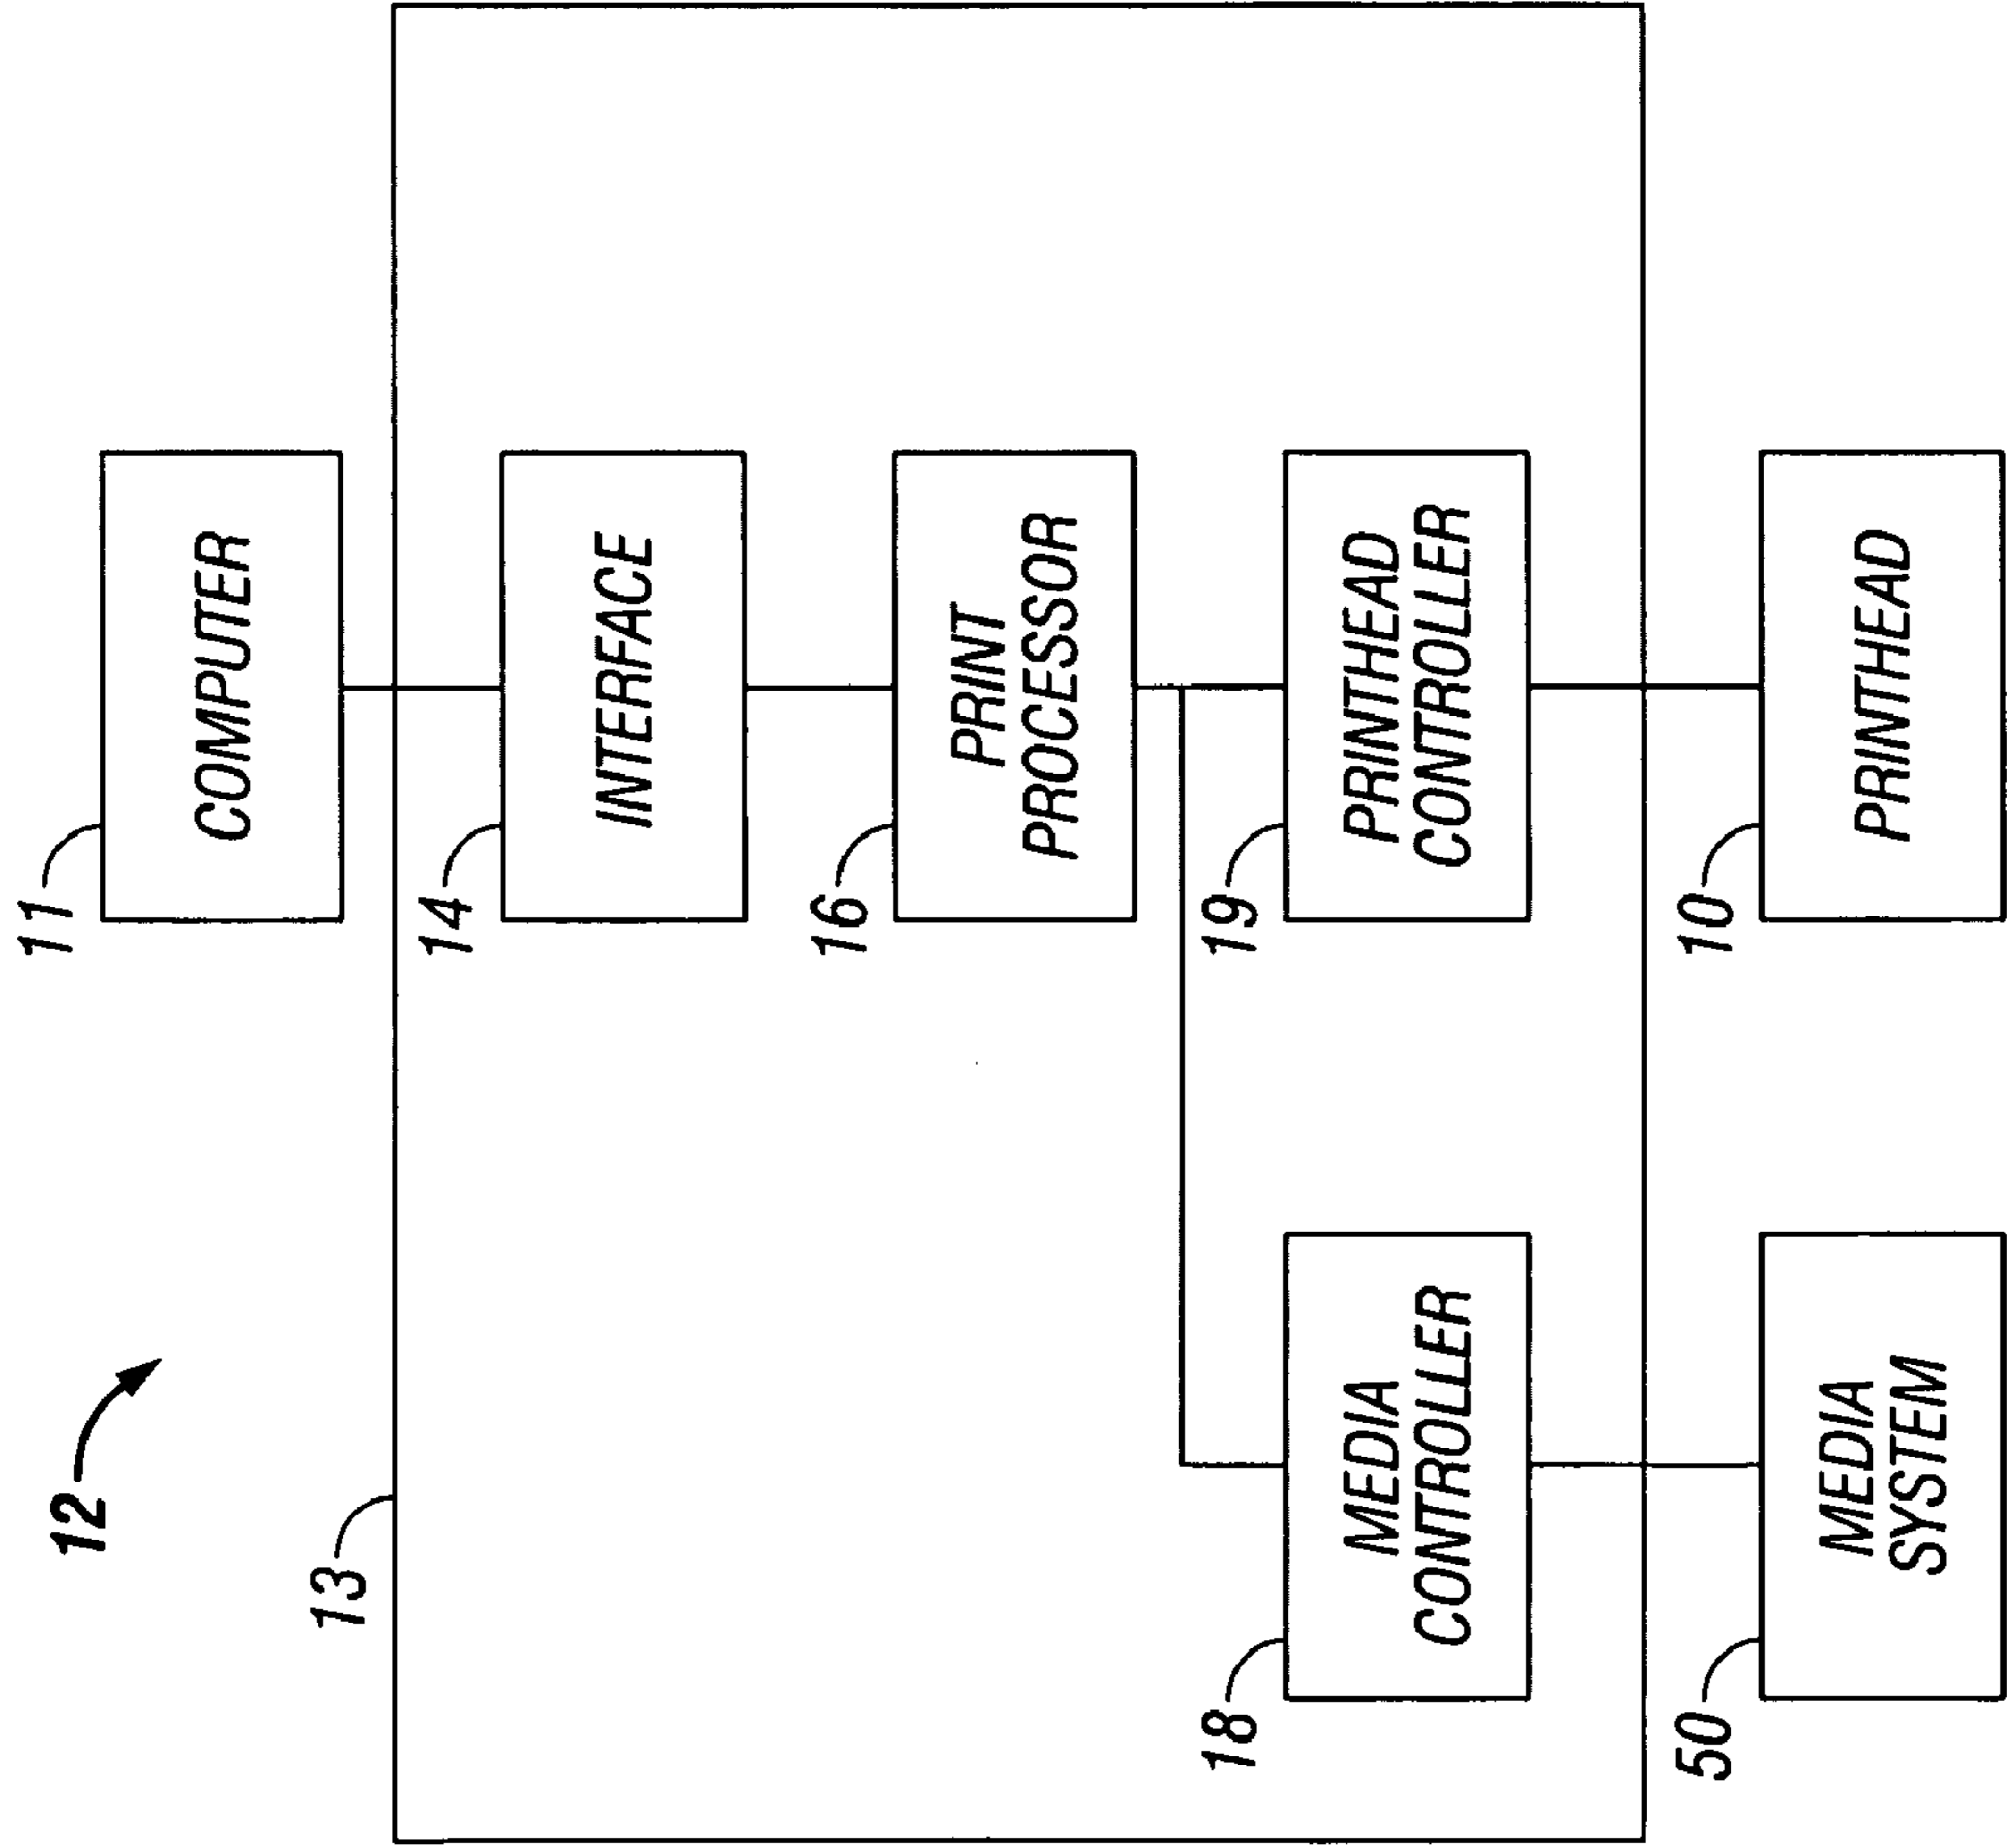 12
11
COMPUTER
13
14
INTERFACE
16
PRINT
PROCESSOR
18
MEDIA
CONTROLLER
19
PRINTHEAD
CONTROLLER
50
MEDIA
SYSTEM
10
PRINTHEAD